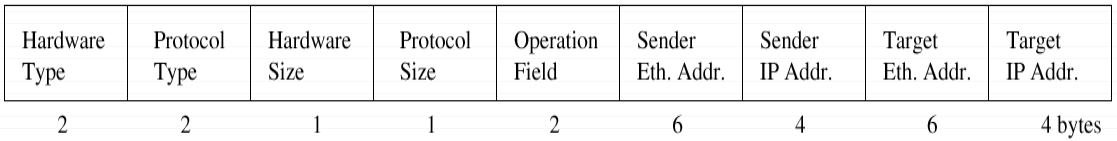 Hardware Type
Protocol Type
Hardware Size
Protocol Size
Operation Field
Sender Eth. Addr.
Sender IP Addr.
Target Eth. Addr.
Target IP Addr.
2 2 1 1 2 6 4 6 4 bytes